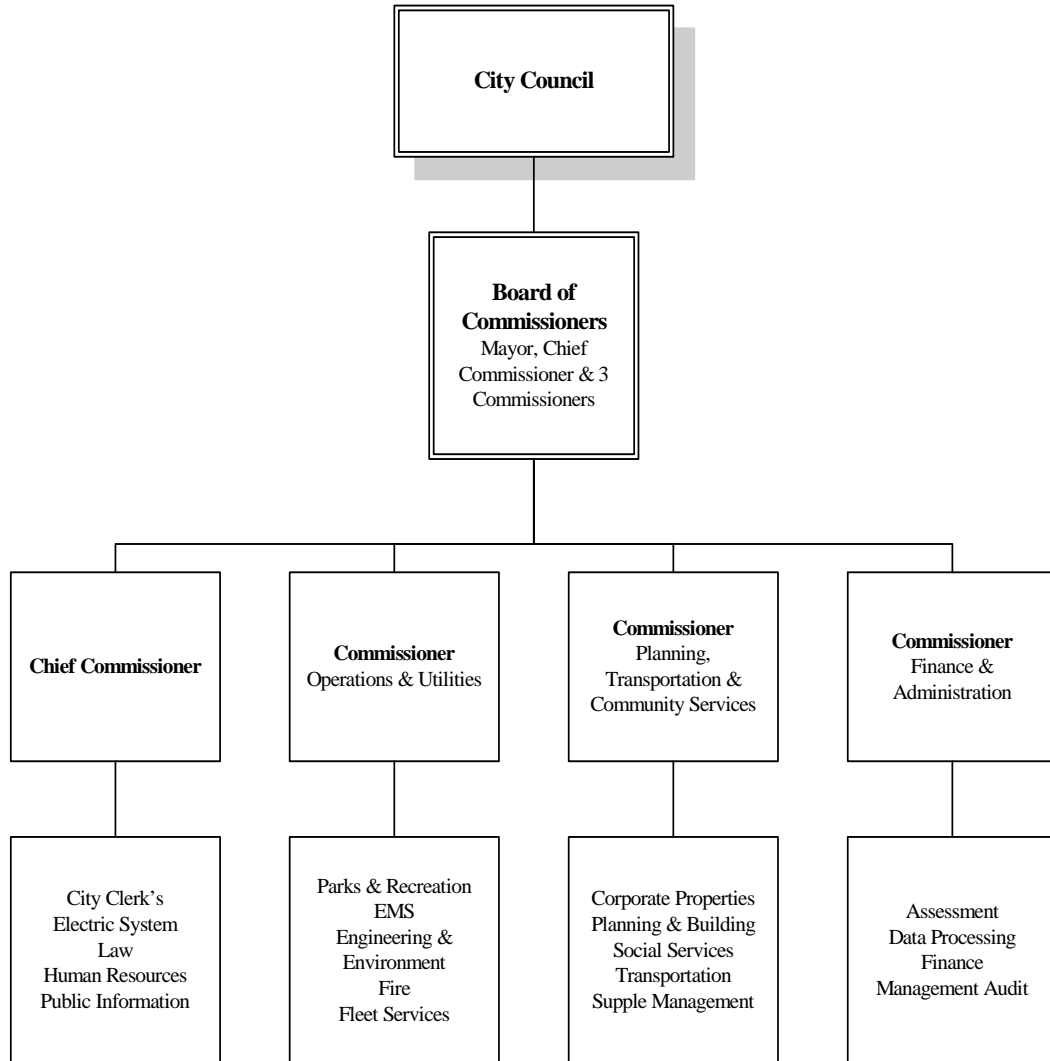 City Council
Board of
Commissioners
Mayor, Chief
Commissioner & 3
Commissioners
Chief Commissioner
Commissioner
Operations & Utilities
Commissioner
Planning,
Transportation &
Community Services
Commissioner
Finance &
Administration
City Clerk’s
Electric System
Law
Human Resources
Public Information
Parks & Recreation
EMS
Engineering &
Environment
Fire
Fleet Services
Corporate Properties
Planning & Building
Social Services
Transportation
Supple Management
Assessment
Data Processing
Finance
Management Audit